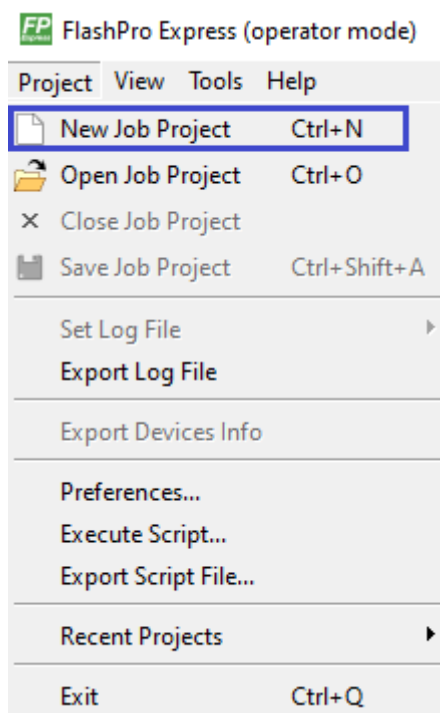 FP
Express
FlashPro Express (operator mode)
Project View Tools Help
New Job Project Ctrl+N
Open Job Project Ctrl+O
Close Job Project
Save Job Project Ctrl+Shift+A
Set Log File
Export Log File
Export Devices Info
Preferences...
Execute Script...
Export Script File...
Recent Projects
Exit Ctrl+Q